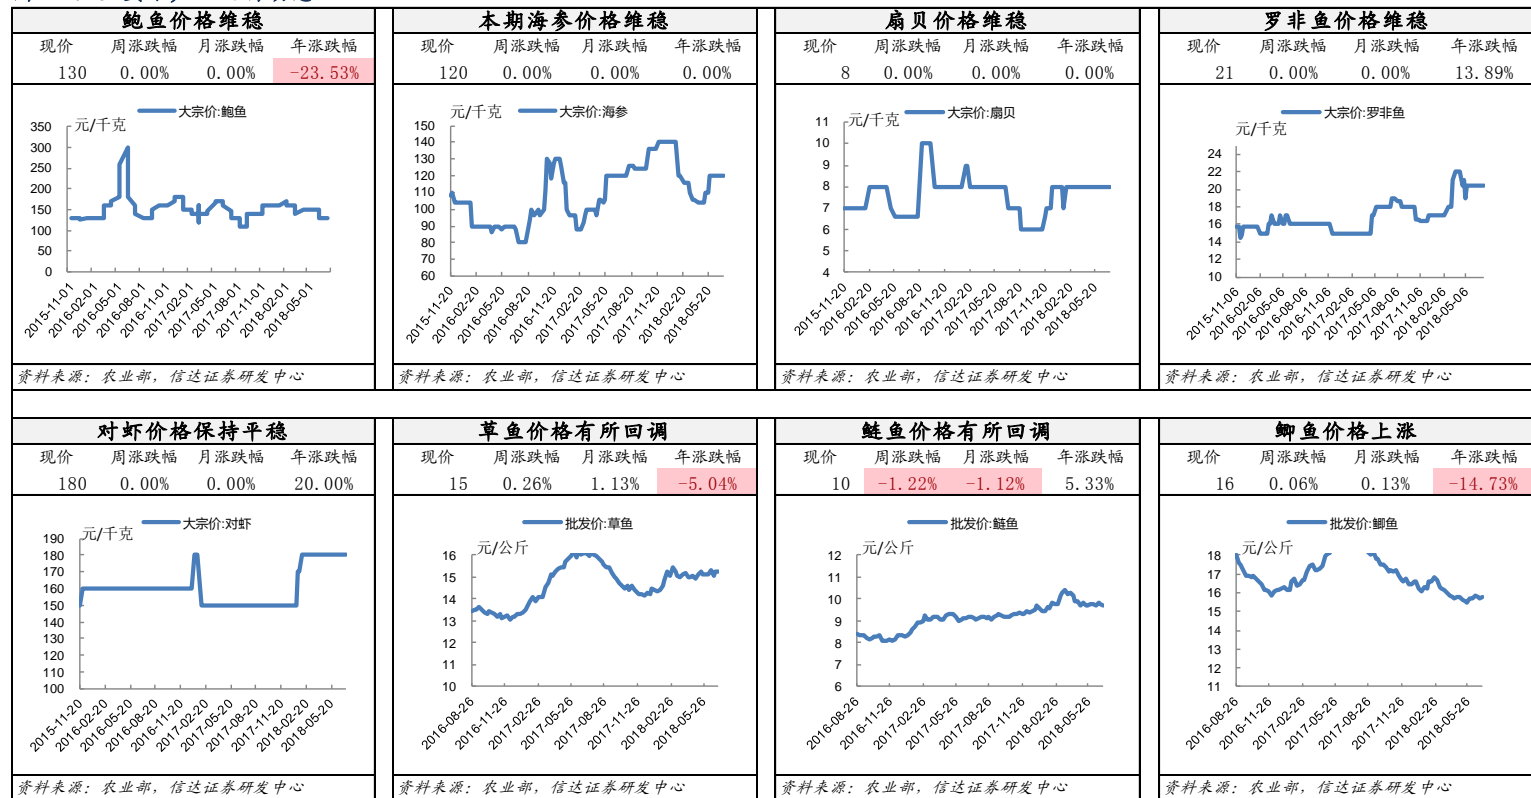 鲍鱼价格维稳
现价 周涨跌幅 月涨跌幅 年涨跌幅
130 0.00% 0.00% -23.53%
大宗价:鲍鱼
元/千克
350
300
250
200
150
100
50
0
2015-11-01 2016-02-01 2016-05-01 2016-08-01 2016-11-01 2017-02-01 2017-05-01 2017-08-01 2017-11-01 2018-02-01 2018-05-01
资料来源：农业部，信达证券研发中心
本期海参价格维稳
现价 周涨跌幅 月涨跌幅 年涨跌幅
120 0.00% 0.00% 0.00%
元/千克 大宗价:海参
150
140
130
120
110
100
90
80
70
60
2015-11-20 2016-02-20 2016-05-20 2016-08-20 2016-11-20 2017-02-20 2017-05-20 2017-08-20 2017-11-20 2018-02-20 2018-05-20
资料来源：农业部，信达证券研发中心
扇贝价格维稳
现价 周涨跌幅 月涨跌幅 年涨跌幅
8 0.00% 0.00% 0.00%
元/千克 大宗价:扇贝
11
10
9
8
7
6
5
4
2015-11-20 2016-02-20 2016-05-20 2016-08-20 2016-11-20 2017-02-20 2017-05-20 2017-08-20 2017-11-20 2018-02-20 2018-05-20
资料来源：农业部，信达证券研发中心
罗非鱼价格维稳
现价 周涨跌幅 月涨跌幅 年涨跌幅
21 0.00% 0.00% 13.89%
大宗价:罗非鱼
元/千克
24
22
20
18
16
14
12
10
2015-11-06 2016-02-06 2016-05-06 2016-08-06 2016-11-06 2017-02-06 2017-05-06 2017-08-06 2017-11-06 2018-02-06 2018-05-06
资料来源：农业部，信达证券研发中心
对虾价格保持平稳
现价 周涨跌幅 月涨跌幅 年涨跌幅
180 0.00% 0.00% 20.00%
大宗价:对虾
元/千克
190
180
170
160
150
140
130
120
110
100
2015-11-20 2016-02-20 2016-05-20 2016-08-20 2016-11-20 2017-02-20 2017-05-20 2017-08-20 2017-11-20 2018-02-20 2018-05-20
资料来源：农业部，信达证券研发中心
草鱼价格有所回调
现价 周涨跌幅 月涨跌幅 年涨跌幅
15 0.26% 1.13% -5.04%
批发价:草鱼
元/公斤
16
15
14
13
12
11
10
2016-08-26 2016-11-26 2017-02-26 2017-05-26 2017-08-26 2017-11-26 2018-02-26 2018-05-26
资料来源：农业部，信达证券研发中心
鲢鱼价格有所回调
现价 周涨跌幅 月涨跌幅 年涨跌幅
10 -1.22% -1.12% 5.33%
批发价:鲢鱼
元/公斤
12
11
10
9
8
7
6
2016-08-26 2016-11-26 2017-02-26 2017-05-26 2017-08-26 2017-11-26 2018-02-26 2018-05-26
资料来源：农业部，信达证券研发中心
鲫鱼价格上涨
现价 周涨跌幅 月涨跌幅 年涨跌幅
16 0.06% 0.13% -14.73%
批发价:鲫鱼
元/公斤
18
17
16
15
14
13
12
11
2016-08-26 2016-11-26 2017-02-26 2017-05-26 2017-08-26 2017-11-26 2018-02-26 2018-05-26
资料来源：农业部，信达证券研发中心